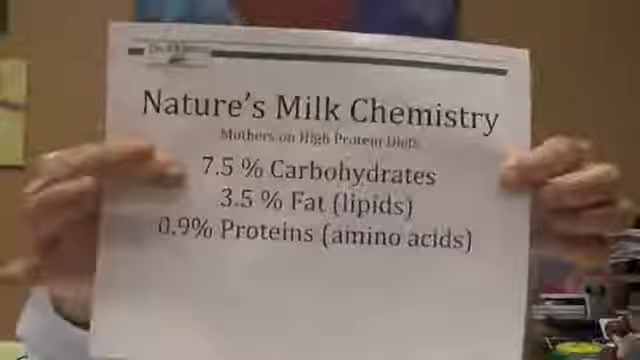 Nature's Milk Chemistry
Mothers on High Protein Diets
7.5 % Carbohydrates
3.5 % Fat (lipids)
0.9% Proteins (amino acids)